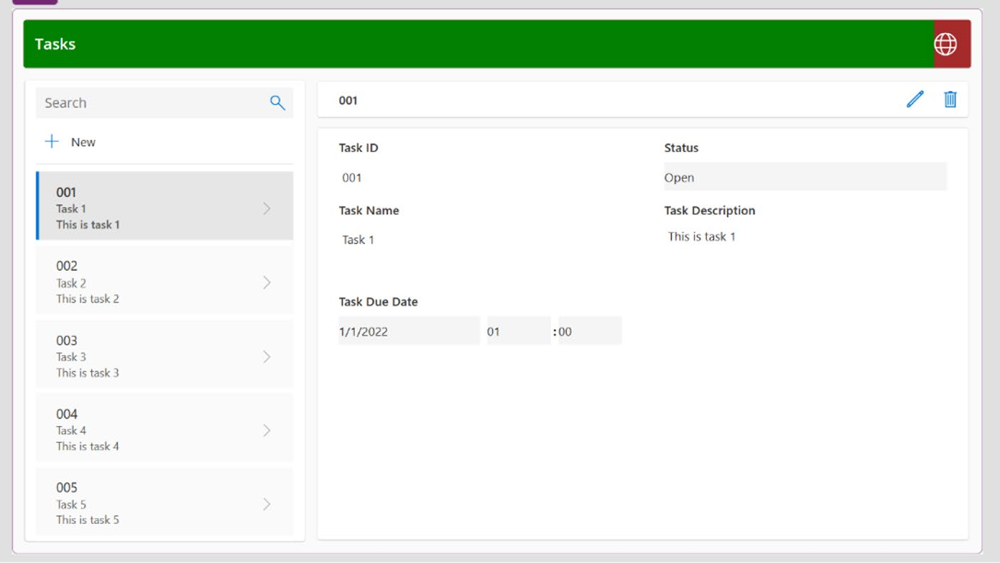 Tasks
Search
New
001
Task 1
This is task 1
002
Task 2
This is task 2
003
Task 3
This is task 3
004
Task 4
This is task 4
005
Task 5
This is task 5
001
Task ID
001
Status
Open
Task Name
Task 1
Task Description
This is task 1
Task Due Date
1/1/2022 01 :00